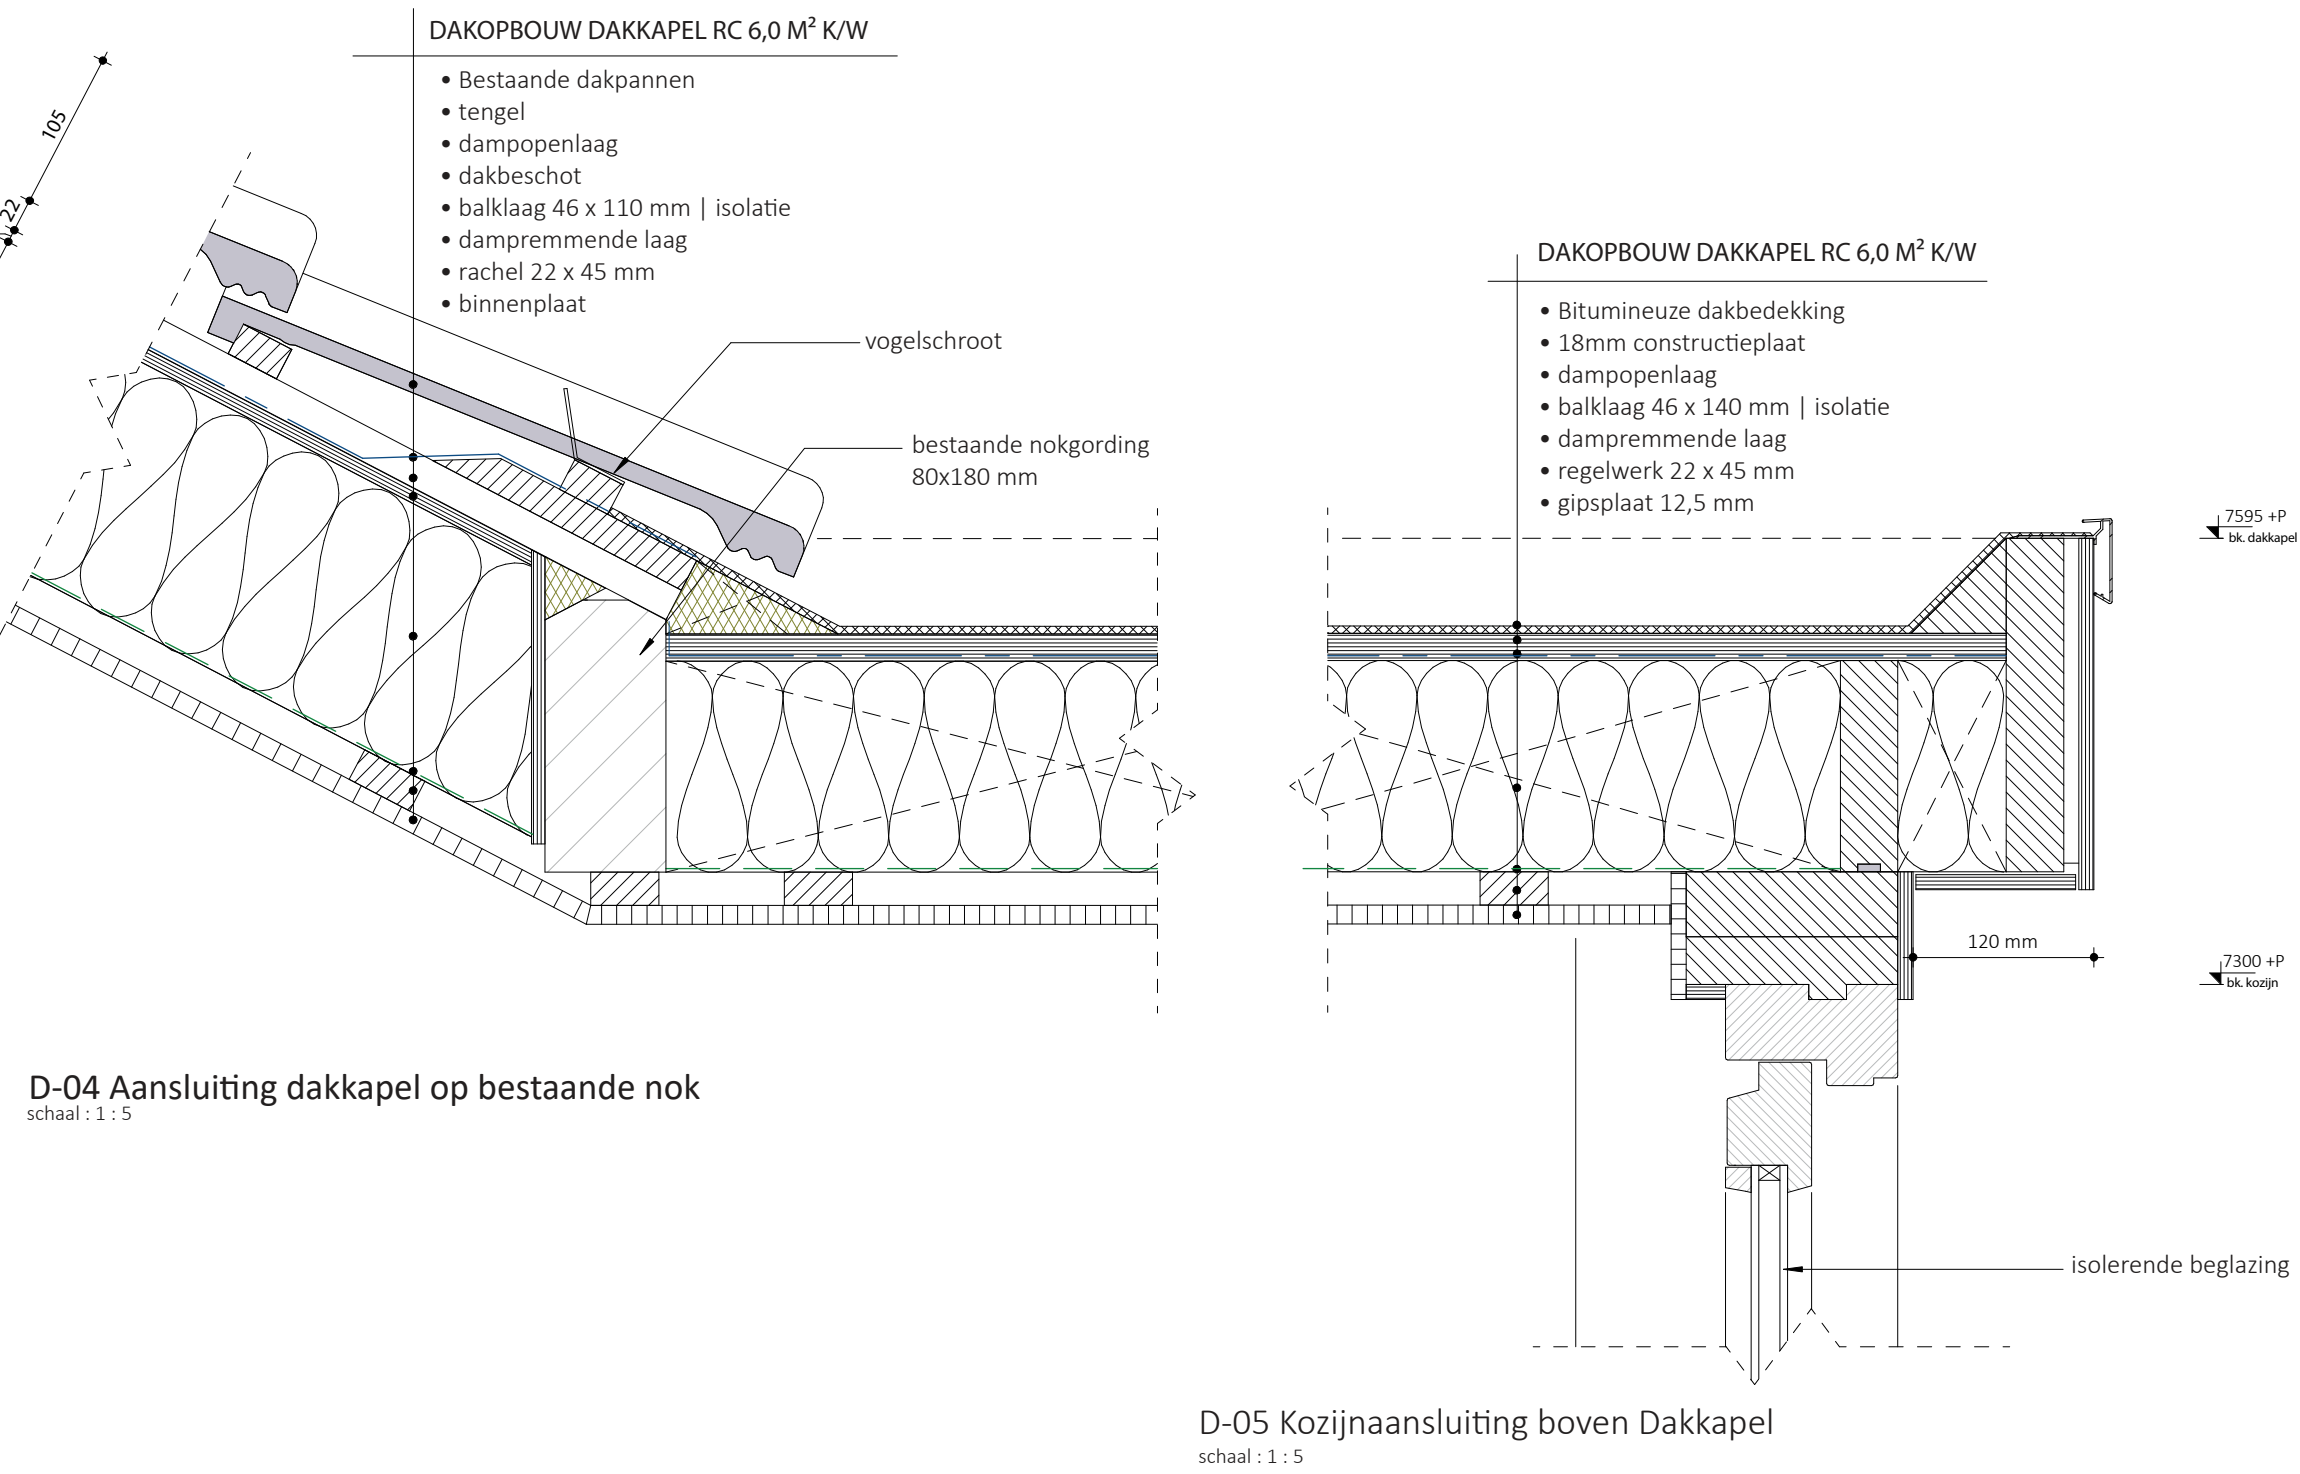 DAKOPBOUW DAKKAPEL RC 6,0 M² K/W
• Bestaande dakpannen
• tengel
• dampopenlaag
• dakbeschot
• balklaag 46 x 110 mm | isolatie
• dampremmende laag
• rachel 22 x 45 mm
• binnenplaat
105
22
vogelschroot
bestaande nokgording
80x180 mm
DAKOPBOUW DAKKAPEL RC 6,0 M² K/W
• Bitumineuze dakbedekking
• 18mm constructieplaat
• dampopenlaag
• balklaag 46 x 140 mm | isolatie
• dampremmende laag
• regelwerk 22 x 45 mm
• gipsplaat 12,5 mm
7595 +P
bk. dakkapel
120 mm
7300 +P
bk. kozijn
isolerende beglazing
D-04 Aansluiting dakkapel op bestaande nok
schaal : 1 : 5
D-05 Kozijnaansluiting boven Dakkapel
schaal : 1 : 5